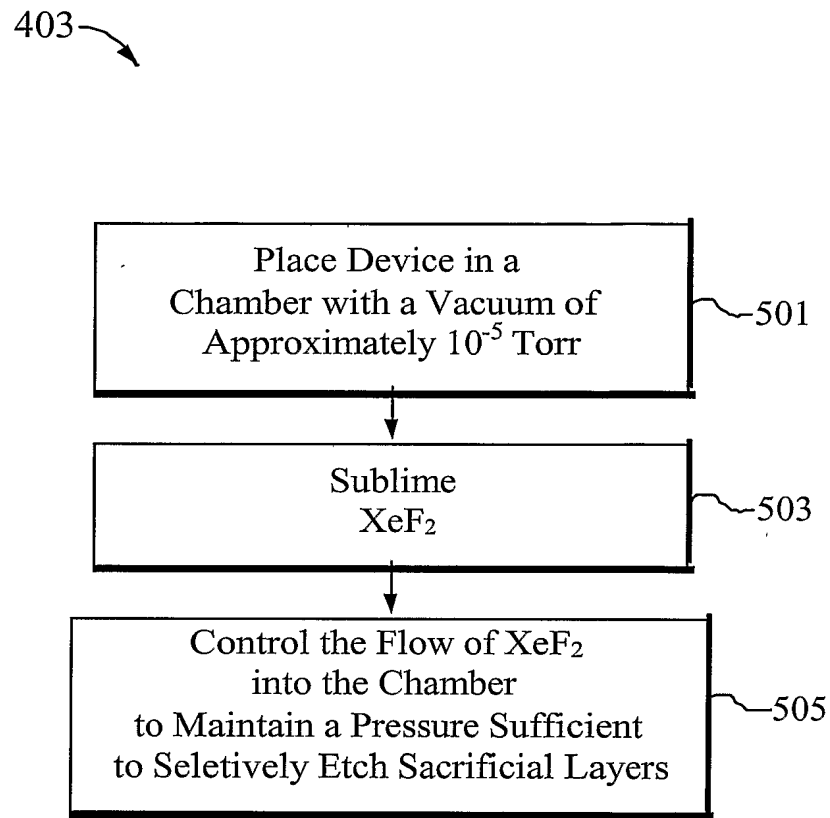 403
Place Device in a
Chamber with a Vacuum of
Approximately 10⁻⁵ Torr
501
Sublime
XeF₂
503
Control the Flow of XeF₂
into the Chamber
to Maintain a Pressure Sufficient
to Seletively Etch Sacrificial Layers
505